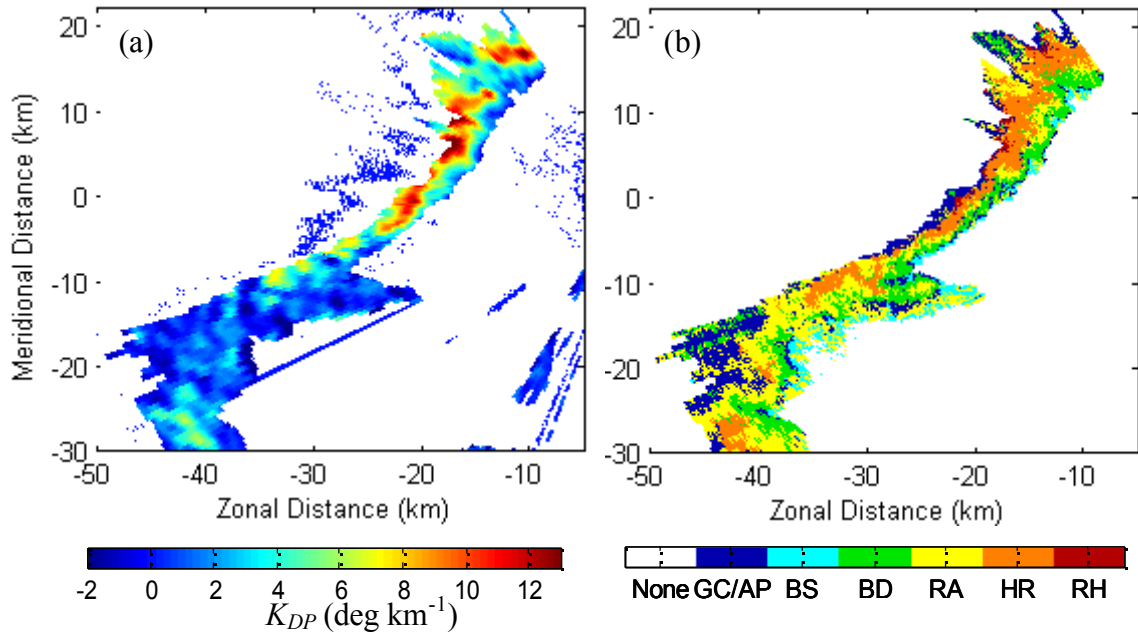 (a)
(b)
20
10
0
-10
-20
-30
Meridional Distance (km)
-50
-40
-30
-20
-10
Zonal Distance (km)
20
10
0
-10
-20
-30
-50
-40
-30
-20
-10
Zonal Distance (km)
-2 0 2 4 6 8 10 12
K_DP (deg km⁻¹)
None GC/AP BS BD RA HR RH